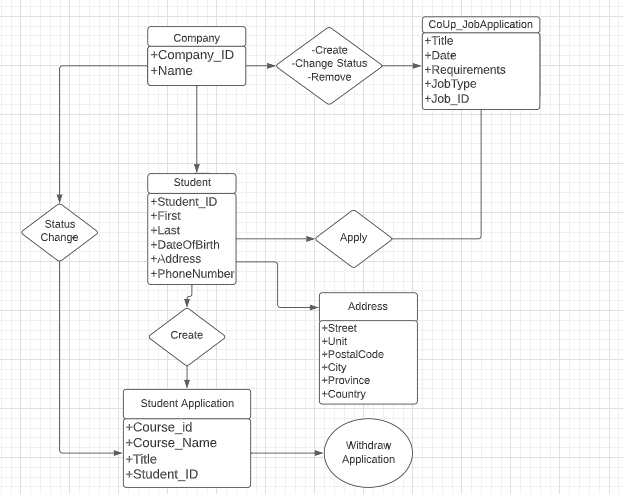 Company
+Company_ID
+Name
-Create
-Change Status
-Remove
CoUp_JobApplication
+Title
+Date
+Requirements
+JobType
+Job_ID
Student
+Student_ID
+First
+Last
+DateOfBirth
+Address
+PhoneNumber
Status
Change
Apply
Create
Address
+Street
+Unit
+PostalCode
+City
+Province
+Country
Student Application
+Course_id
+Course_Name
+Title
+Student_ID
Withdraw
Application